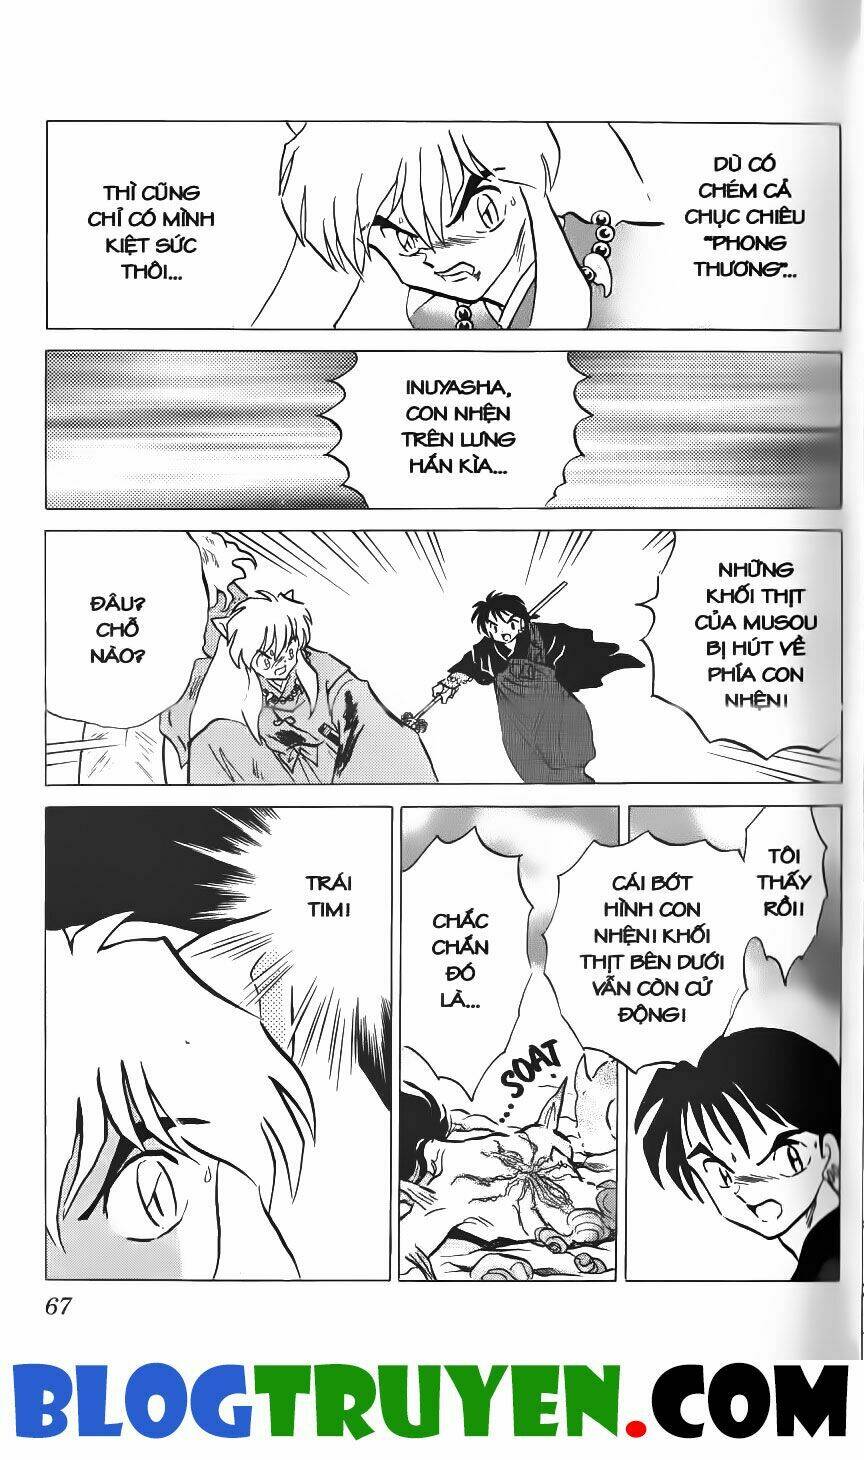 DÙ CÓ
CHÉM CẢ
CHỤC CHIÊU
"PHONG
THƯƠNG"...
THÌ CŨNG
CHỈ CÓ MÌNH
KIỆT SỨC
THÔI...
INUYASHA,
CON NHỆN
TRÊN LƯNG
HẮN KÌA...
NHỮNG
KHỐI THỊT
CỦA MUSOU
BỊ HÚT VỀ
PHÍA CON
NHỆN!
ĐÂU?
CHỖ
NÀO?
TÔI
THẤY
RỒI!
CÁI BỚT
HÌNH CON
NHỆN! KHỐI
THỊT BÊN DƯỚI
VẪN CÒN CỬ
ĐỘNG!
CHẮC
CHẮN
ĐÓ
LÀ...
...SOẠT
TRÁI
TIM!
67
BLOGTRUYEN.COM